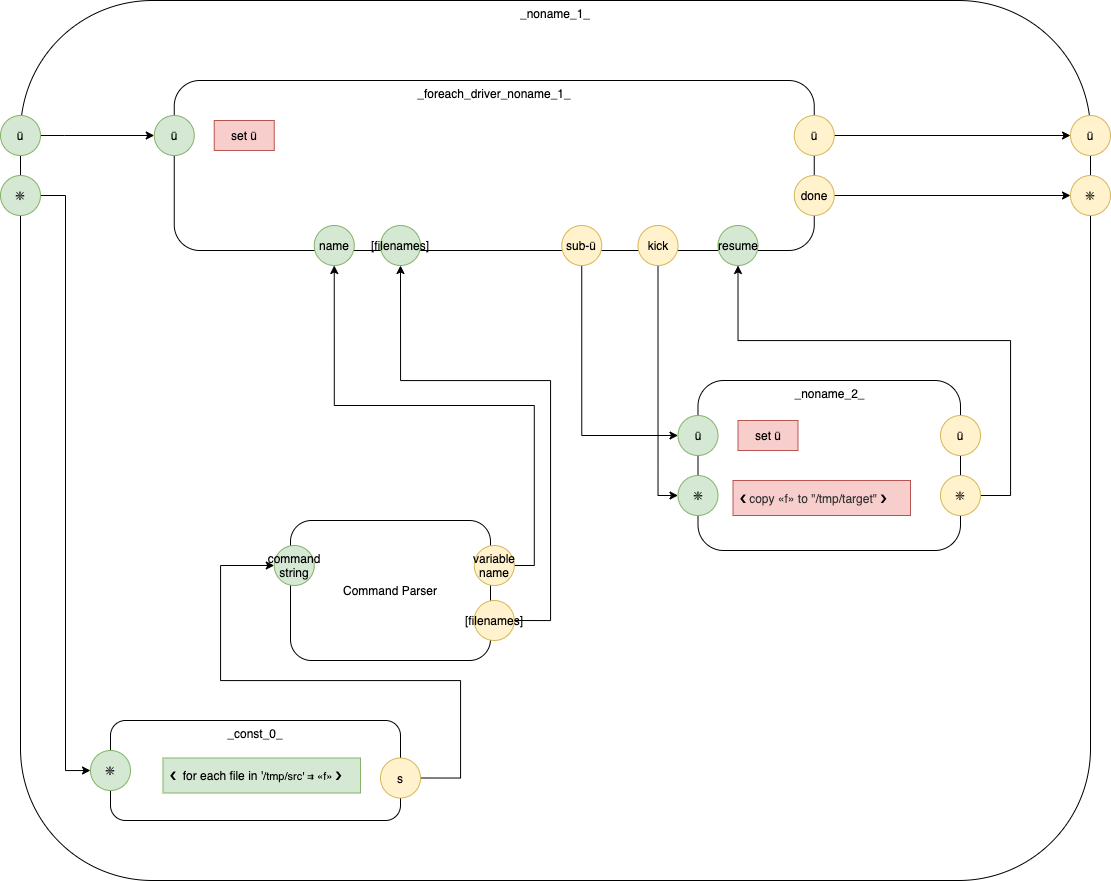 _noname_1_
_foreach_driver_noname_1_
ü
ü
set ü
ü
ü
⁕
done
⁕
name
[filenames]
sub-ü
kick
resume
_noname_2_
ü
set ü
ü
⁕
❮ copy «f» to "/tmp/target" ❯
⁕
command
string
Command Parser
variable
name
[filenames]
_const_0_
⁕
❮ for each file in '/tmp/src' ⇉ «f» ❯
s